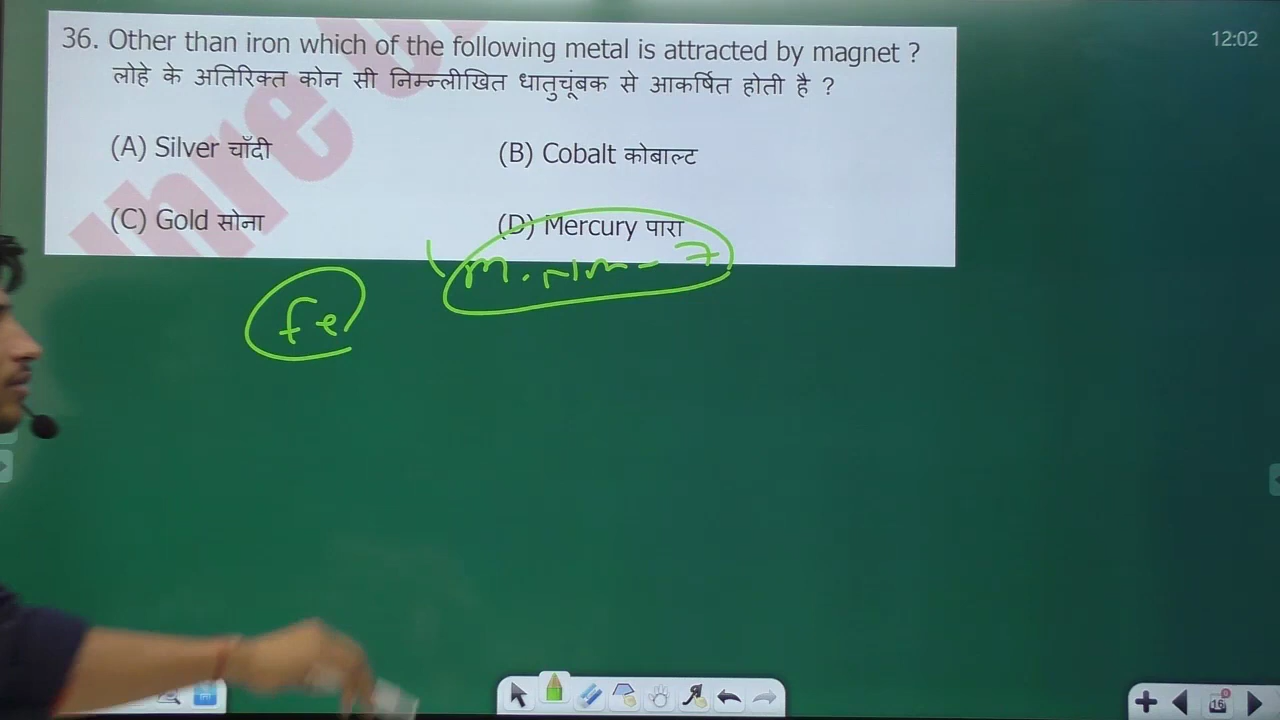 12:02
36. Other than iron which of the following metal is attracted by magnet ?
लोहे के अतिरिक्त कोन सी निम्न्लीखित धातुचूंबक से आकर्षित होती है ?
(A) Silver चाँदी
(B) Cobalt कोबाल्ट
(C) Gold सोना
(D) Mercury पारा
fe
16